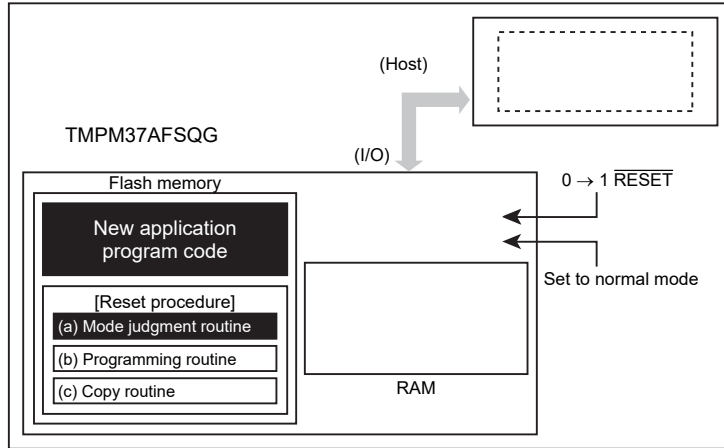 (Host)
TMPM37AFSQG
(I/O)
Flash memory
0 → 1 RESET
New application
program code
Set to normal mode
[Reset procedure]
(a) Mode judgment routine
(b) Programming routine
(c) Copy routine
RAM